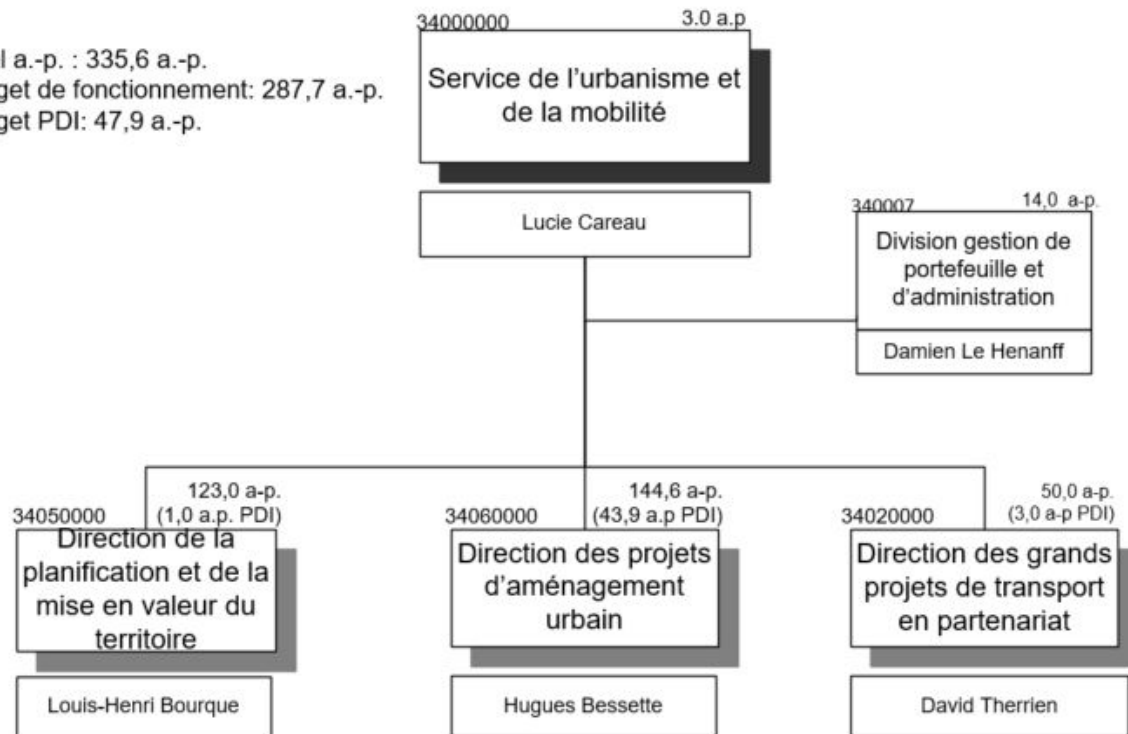 l a.-p. : 335,6 a.-p.
get de fonctionnement: 287,7 a.-p.
get PDI: 47,9 a.-p.
34000000
3.0 a.p
Service de l'urbanisme et
de la mobilité
Lucie Careau
340007
14,0 a-p.
Division gestion de
portefeuille et
d'administration
Damien Le Henanff
123,0 a-p.
34050000
(1,0 a.p. PDI)
Direction de la
planification et de la
mise en valeur du
territoire
Louis-Henri Bourque
144,6 a-p.
34060000
(43,9 a.p PDI)
Direction des projets
d'aménagement
urbain
Hugues Bessette
50,0 a-p.
34020000
(3,0 a-p PDI)
Direction des grands
projets de transport
en partenariat
David Therrien